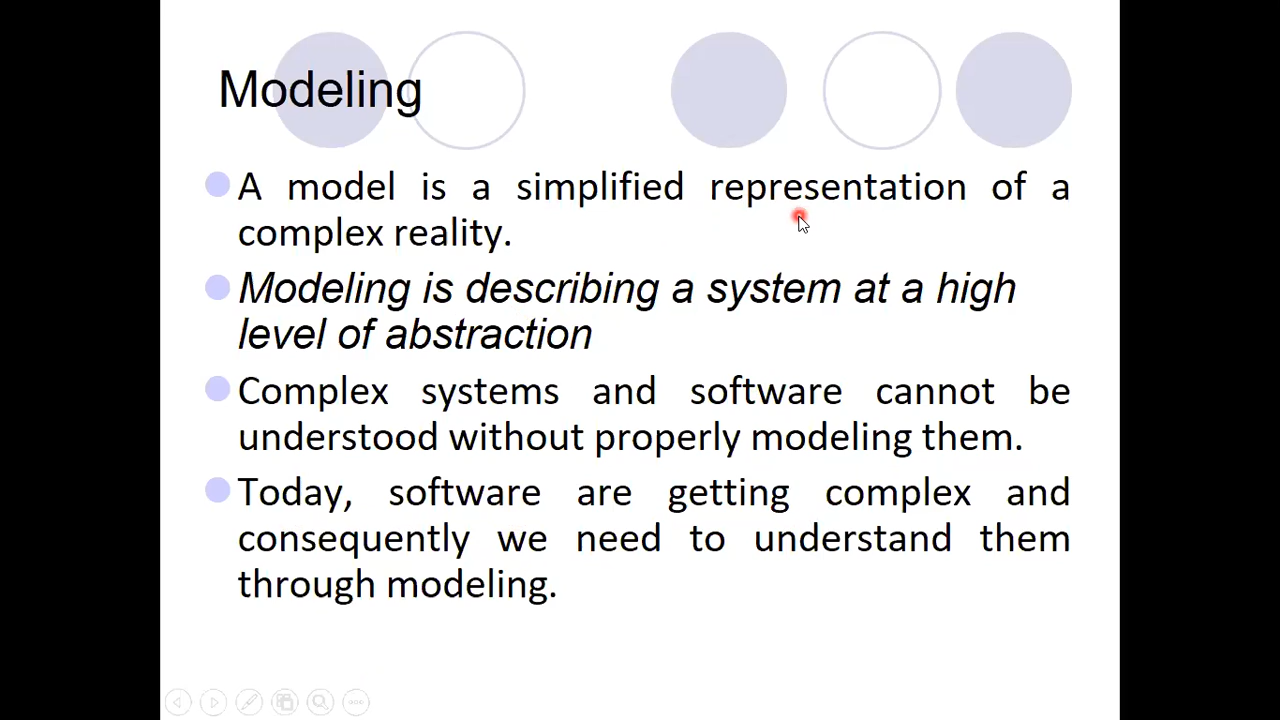 Modeling
A model is a simplified representation of a
complex reality.
Modeling is describing a system at a high
level of abstraction
Complex systems and software cannot be
understood without properly modeling them.
Today, software are getting complex and
consequently we need to understand them
through modeling.